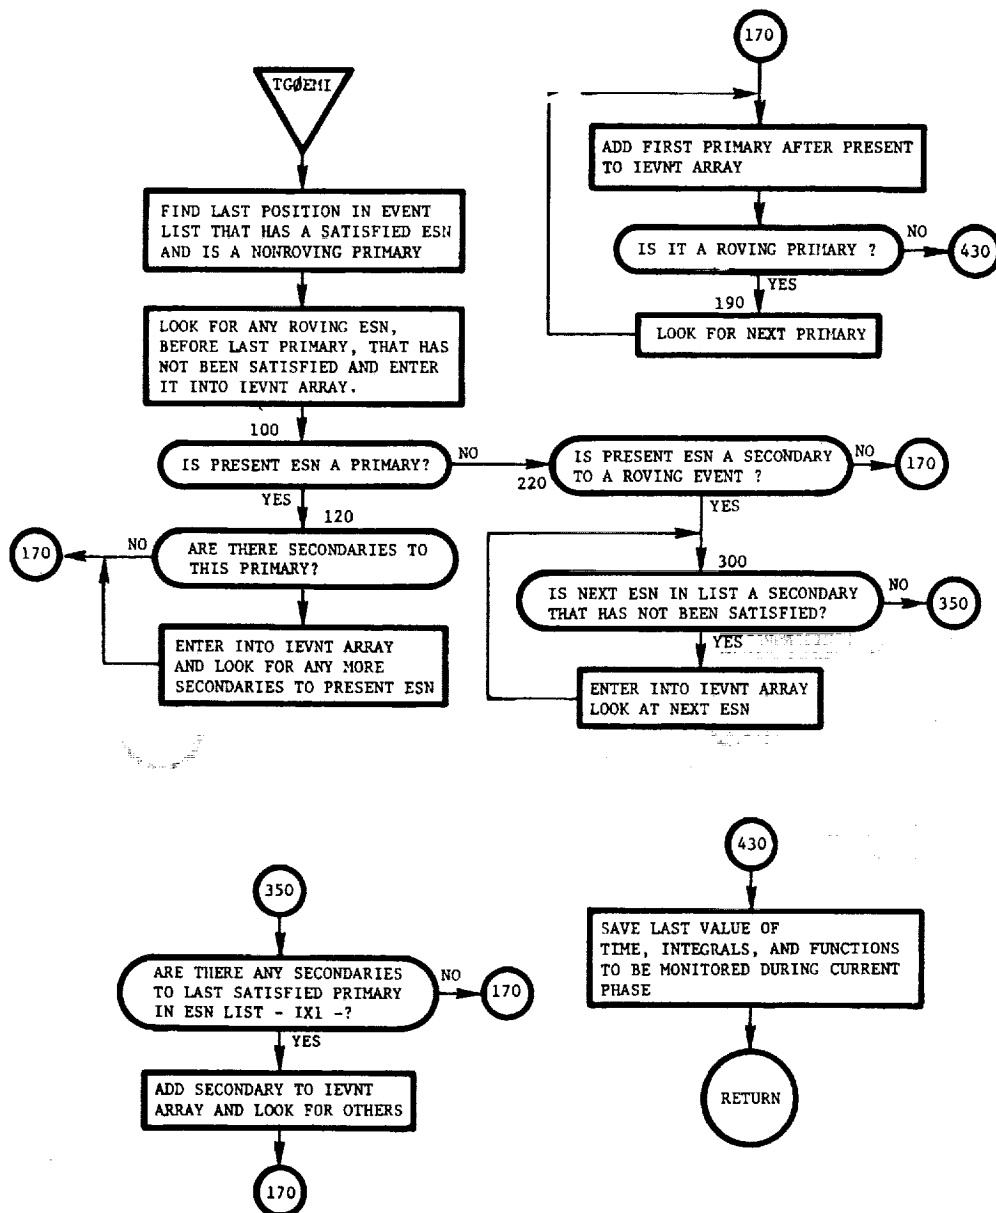 TGØEMI
FIND LAST POSITION IN EVENT
LIST THAT HAS A SATISFIED ESN
AND IS A NONROVING PRIMARY
LOOK FOR ANY ROVING ESN,
BEFORE LAST PRIMARY, THAT HAS
NOT BEEN SATISFIED AND ENTER
IT INTO IEVNT ARRAY.
100
IS PRESENT ESN A PRIMARY?
NO
YES
120
ARE THERE SECONDARIES TO
THIS PRIMARY?
NO
170
ENTER INTO IEVNT ARRAY
AND LOOK FOR ANY MORE
SECONDARIES TO PRESENT ESN
170
ADD FIRST PRIMARY AFTER PRESENT
TO IEVNT ARRAY
IS IT A ROVING PRIMARY ?
NO
430
YES
190
LOOK FOR NEXT PRIMARY
220
IS PRESENT ESN A SECONDARY
TO A ROVING EVENT ?
NO
170
YES
300
IS NEXT ESN IN LIST A SECONDARY
THAT HAS NOT BEEN SATISFIED?
NO
350
YES
ENTER INTO IEVNT ARRAY
LOOK AT NEXT ESN
350
ARE THERE ANY SECONDARIES
TO LAST SATISFIED PRIMARY
IN ESN LIST - IX1 -?
NO
170
YES
ADD SECONDARY TO IEVNT
ARRAY AND LOOK FOR OTHERS
170
430
SAVE LAST VALUE OF
TIME, INTEGRALS, AND FUNCTIONS
TO BE MONITORED DURING CURRENT
PHASE
RETURN